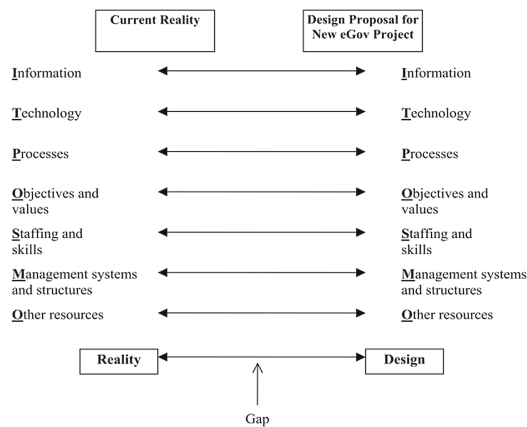 Current Reality
Design Proposal for
New eGov Project
Information
Information
Technology
Technology
Processes
Processes
Objectives and
values
Objectives and
values
Staffing and
skills
Staffing and
skills
Management systems
and structures
Management systems
and structures
Other resources
Other resources
Reality
Design
Gap